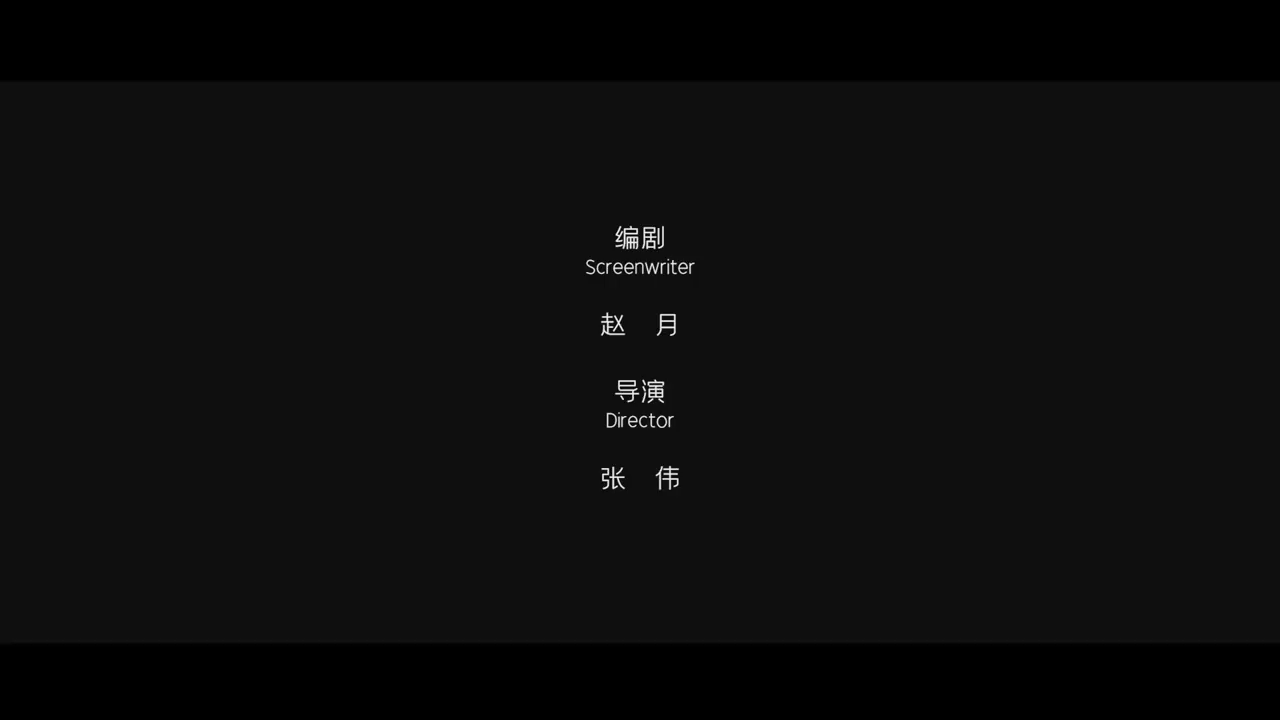 编剧
Screenwriter
赵 月
导演
Director
张 伟